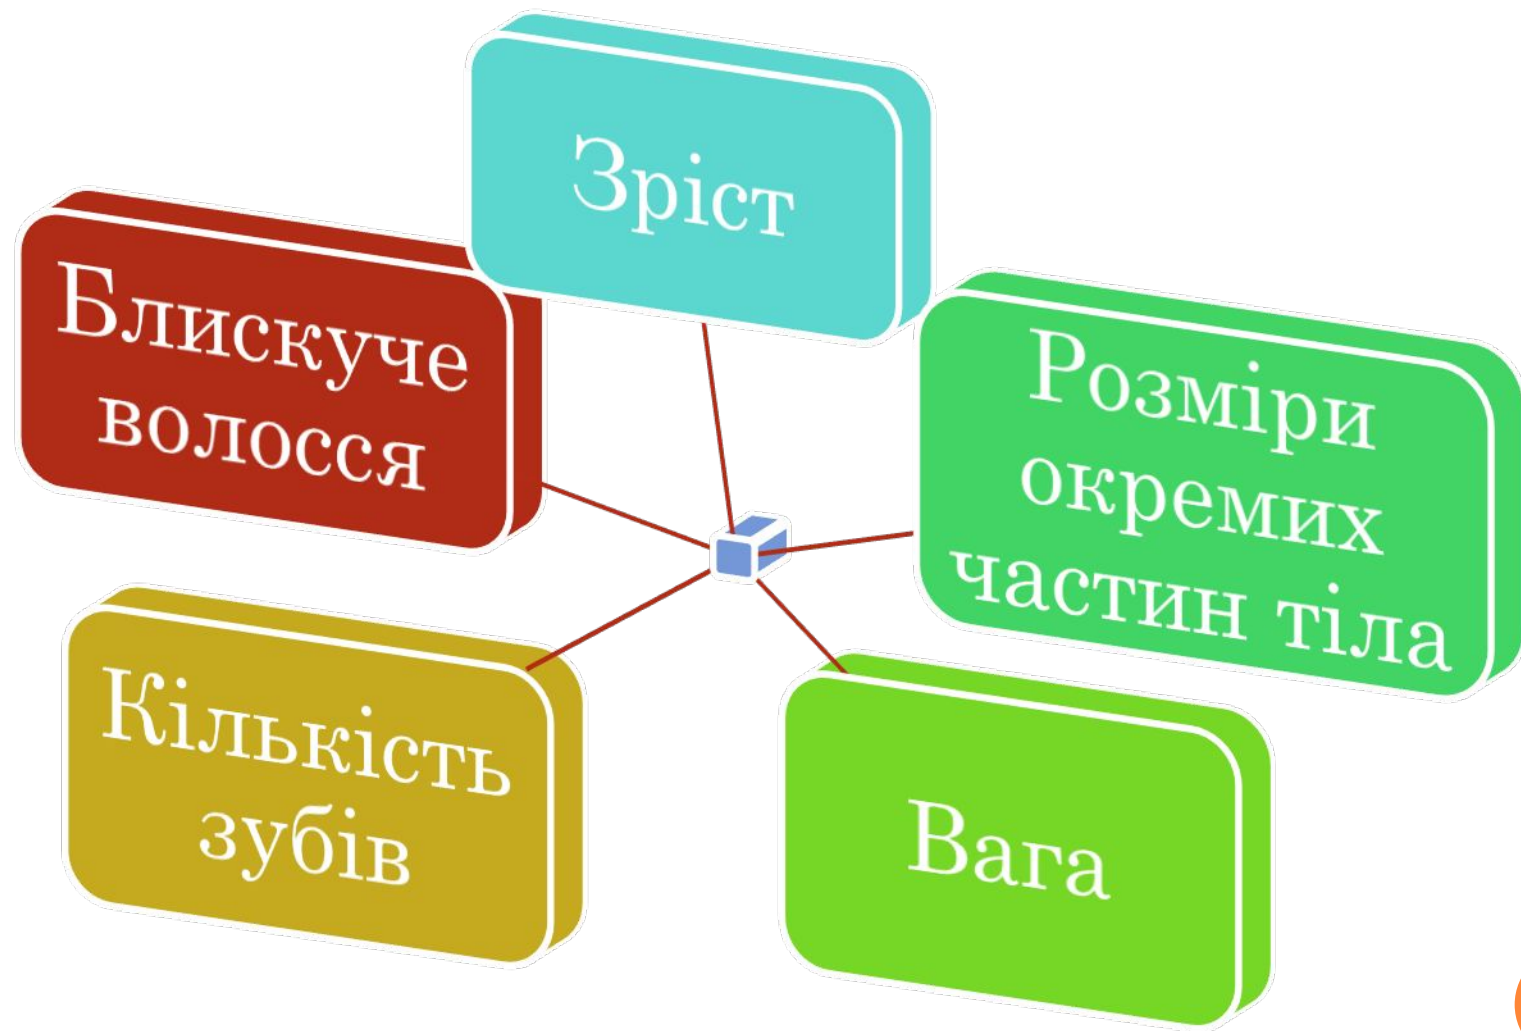 Зріст
Блискуче
волосся
Розміри
окремих
частин тіла
Кількість
зубів
Вага